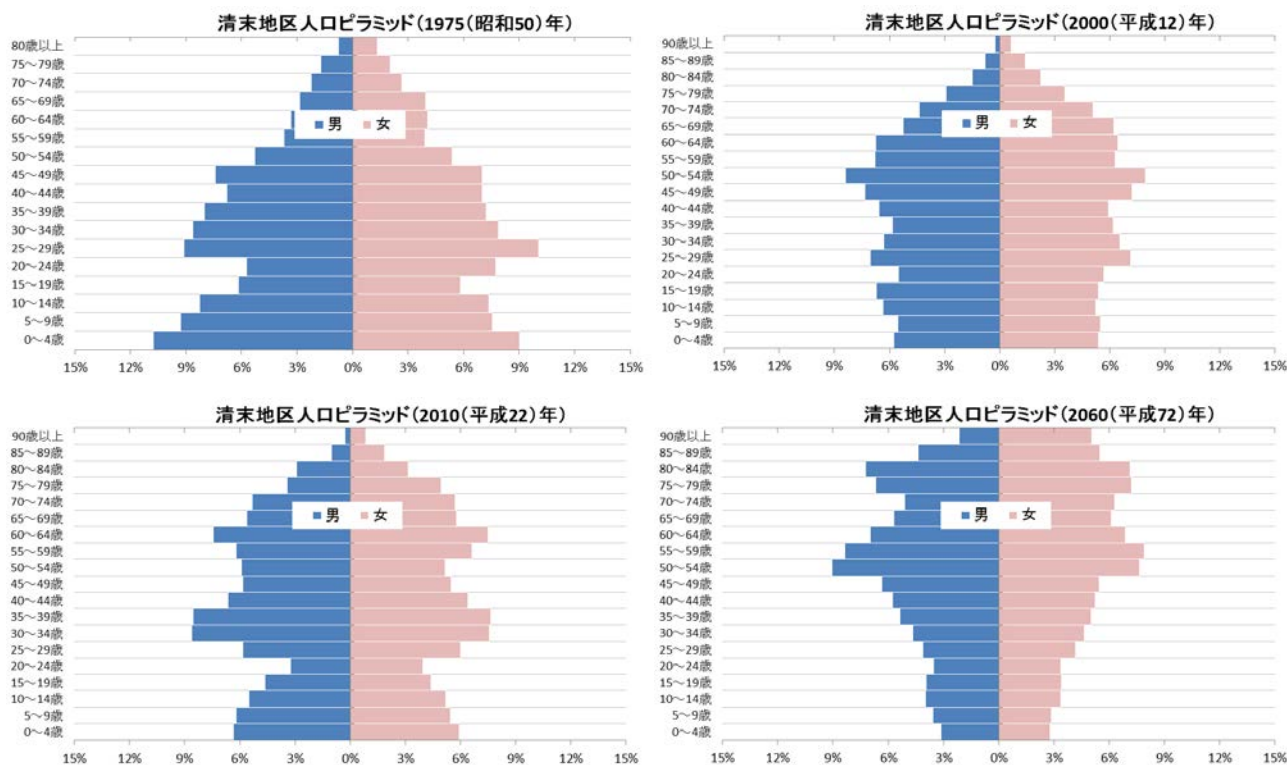 清末地区人口ピラミッド(1975(昭和50)年)
80歳以上
75～79歳
70～74歳
65～69歳
60～64歳
55～59歳
50～54歳
45～49歳
40～44歳
35～39歳
30～34歳
25～29歳
20～24歳
15～19歳
10～14歳
5～9歳
0～4歳
男 女
15% 12% 9% 6% 3% 0% 3% 6% 9% 12% 15%
清末地区人口ピラミッド(2000(平成12)年)
90歳以上
85～89歳
80～84歳
75～79歳
70～74歳
65～69歳
60～64歳
55～59歳
50～54歳
45～49歳
40～44歳
35～39歳
30～34歳
25～29歳
20～24歳
15～19歳
10～14歳
5～9歳
0～4歳
男 女
15% 12% 9% 6% 3% 0% 3% 6% 9% 12% 15%
清末地区人口ピラミッド(2010(平成22)年)
90歳以上
85～89歳
80～84歳
75～79歳
70～74歳
65～69歳
60～64歳
55～59歳
50～54歳
45～49歳
40～44歳
35～39歳
30～34歳
25～29歳
20～24歳
15～19歳
10～14歳
5～9歳
0～4歳
男 女
15% 12% 9% 6% 3% 0% 3% 6% 9% 12% 15%
清末地区人口ピラミッド(2060(平成72)年)
90歳以上
85～89歳
80～84歳
75～79歳
70～74歳
65～69歳
60～64歳
55～59歳
50～54歳
45～49歳
40～44歳
35～39歳
30～34歳
25～29歳
20～24歳
15～19歳
10～14歳
5～9歳
0～4歳
男 女
15% 12% 9% 6% 3% 0% 3% 6% 9% 12% 15%